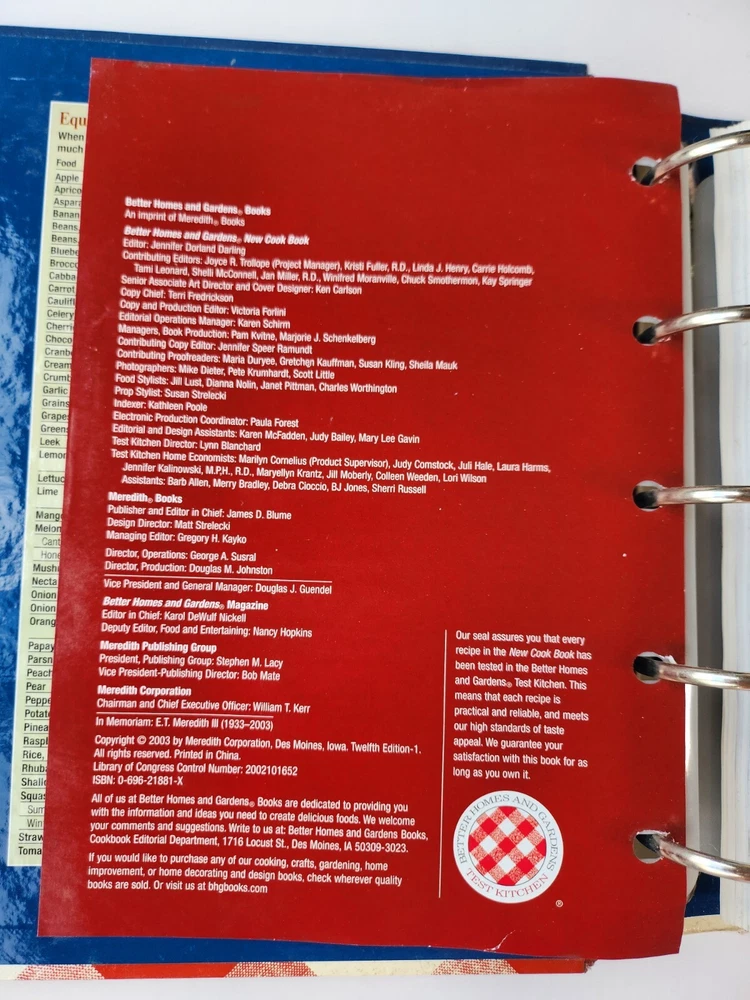 Equ
When
much
Food
Apple
Aprico
Aspara
Banan
Beans,
Beans,
Bluebe
Brocco
Cabba
Carrot
Caulifl
Celery
Cherri
Choco
Cranb
Cream
Crumb
Garlic
Grains
Grape
Green
Leek
Lemon
Lettuc
Lime
Mang
Melon
Cant
Hone
Mush
Necta
Onion
Onion
Orang
Papay
Parsn
Peach
Pear
Peppe
Potato
Pinea
Raspl
Rice,
Rhuba
Shallo
Squas
Sum
Win
Straw
Toma
Better Homes and Gardens® Books
An imprint of Meredith® Books
Better Homes and Gardens® New Cook Book
Editor: Jennifer Dorland Darling
Contributing Editors: Joyce R. Trollope (Project Manager), Kristi Fuller, R.D., Linda J. Henry, Carrie Holcomb,
Tami Leonard, Shelli McConnell, Jan Miller, R.D., Winifred Moranville, Chuck Smothermon, Kay Springer
Senior Associate Art Director and Cover Designer: Ken Carlson
Copy Chief: Terri Fredrickson
Copy and Production Editor: Victoria Forlini
Editorial Operations Manager: Karen Schirm
Managers, Book Production: Pam Kvitne, Marjorie J. Schenkelberg
Contributing Copy Editor: Jennifer Speer Ramundt
Contributing Proofreaders: Maria Duryee, Gretchen Kauffman, Susan Kling, Sheila Mauk
Photographers: Mike Dieter, Pete Krumhardt, Scott Little
Food Stylists: Jill Lust, Dianna Nolin, Janet Pittman, Charles Worthington
Prop Stylist: Susan Strelecki
Indexer: Kathleen Poole
Electronic Production Coordinator: Paula Forest
Editorial and Design Assistants: Karen McFadden, Judy Bailey, Mary Lee Gavin
Test Kitchen Director: Lynn Blanchard
Test Kitchen Home Economists: Marilyn Cornelius (Product Supervisor), Judy Comstock, Juli Hale, Laura Harms,
Jennifer Kalinowski, M.P.H., R.D., Maryellyn Krantz, Jill Moberly, Colleen Weeden, Lori Wilson
Assistants: Barb Allen, Merry Bradley, Debra Cioccio, BJ Jones, Sherri Russell
Meredith® Books
Publisher and Editor in Chief: James D. Blume
Design Director: Matt Strelecki
Managing Editor: Gregory H. Kayko
Director, Operations: George A. Susral
Director, Production: Douglas M. Johnston
Vice President and General Manager: Douglas J. Guendel
Better Homes and Gardens® Magazine
Editor in Chief: Karol DeWulf Nickell
Deputy Editor, Food and Entertaining: Nancy Hopkins
Meredith Publishing Group
President, Publishing Group: Stephen M. Lacy
Vice President-Publishing Director: Bob Mate
Meredith Corporation
Chairman and Chief Executive Officer: William T. Kerr
In Memoriam: E.T. Meredith III (1933–2003)
Copyright © 2003 by Meredith Corporation, Des Moines, Iowa. Twelfth Edition-1.
All rights reserved. Printed in China.
Library of Congress Control Number: 2002101652
ISBN: 0-696-21881-X
All of us at Better Homes and Gardens® Books are dedicated to providing you
with the information and ideas you need to create delicious foods. We welcome
your comments and suggestions. Write to us at: Better Homes and Gardens Books,
Cookbook Editorial Department, 1716 Locust St., Des Moines, IA 50309-3023.
If you would like to purchase any of our cooking, crafts, gardening, home
improvement, or home decorating and design books, check wherever quality
books are sold. Or visit us at bhgbooks.com
Our seal assures you that every
recipe in the New Cook Book has
been tested in the Better Homes
and Gardens® Test Kitchen. This
means that each recipe is
practical and reliable, and meets
our high standards of taste
appeal. We guarantee your
satisfaction with this book for as
long as you own it.
BETTER HOMES AND GARDENS
TEST KITCHEN
®